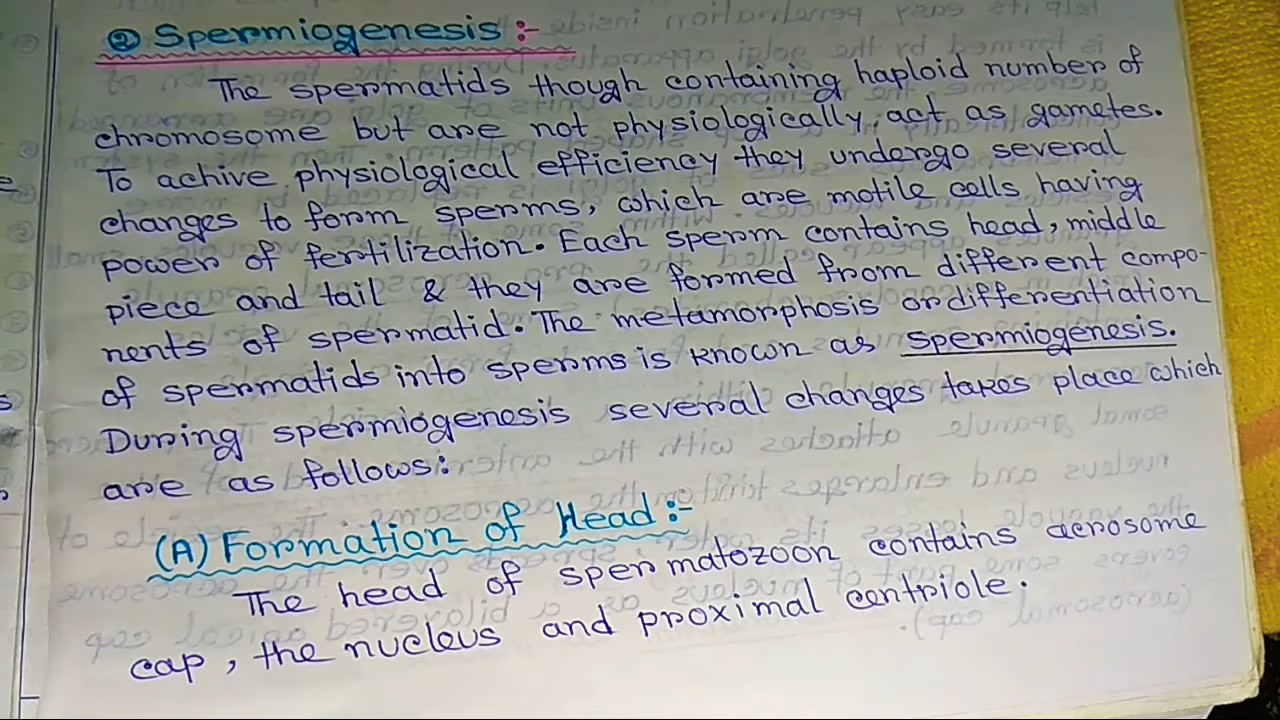 ② Spermiogenesis :-
The spermatids though containing haploid number of
chromosome but are not physiologically act as gametes.
To achive physiological efficiency they undergo several
changes to form sperms, which are motile cells having
power of fertilization. Each sperm contains head, middle
piece and tail & they are formed from different compo-
nents of spermatid. The metamorphosis or differentiation
of spermatids into sperms is known as spermiogenesis.
During spermiogenesis several changes takes place which
are as follows:
(A) Formation of Head :-
The head of spermatozoon contains acrosome
cap, the nucleus and proximal centriole.